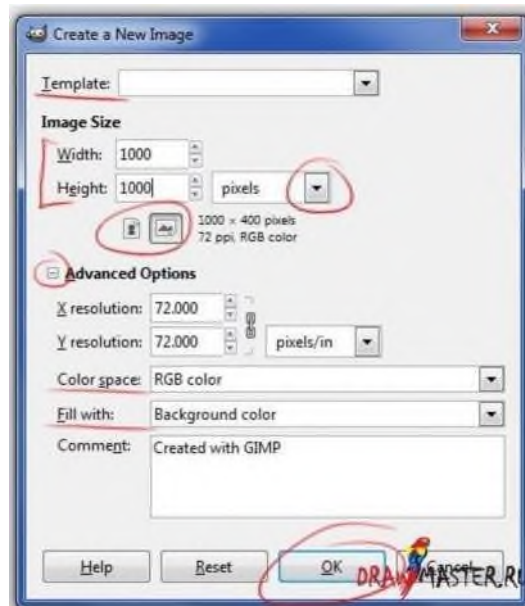 Create a New Image
Template:
Image Size
Width: 1000
Height: 1000 pixels
1000 × 400 pixels
72 ppi, RGB color
Advanced Options
X resolution: 72.000
Y resolution: 72.000 pixels/in
Color space: RGB color
Fill with: Background color
Comment: Created with GIMP
Help Reset OK Cancel
DRAWMASTER.RU